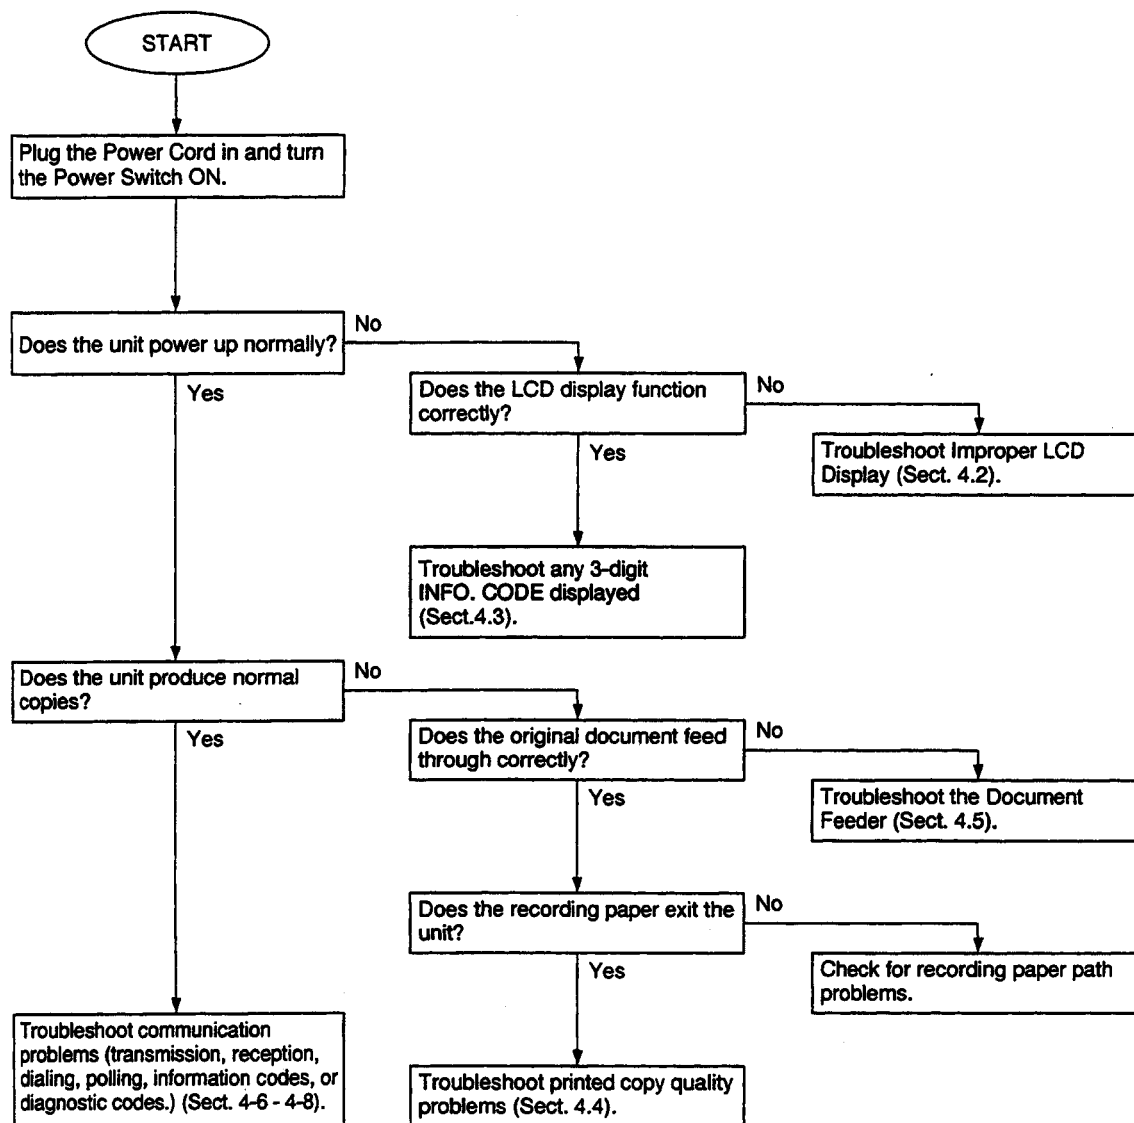 START
Plug the Power Cord in and turn
the Power Switch ON.
Does the unit power up normally?
No
Yes
Does the LCD display function
correctly?
No
Yes
Troubleshoot Improper LCD
Display (Sect. 4.2).
Troubleshoot any 3-digit
INFO. CODE displayed
(Sect.4.3).
Does the unit produce normal
copies?
No
Yes
Does the original document feed
through correctly?
No
Yes
Troubleshoot the Document
Feeder (Sect. 4.5).
Does the recording paper exit the
unit?
No
Yes
Check for recording paper path
problems.
Troubleshoot communication
problems (transmission, reception,
dialing, polling, information codes, or
diagnostic codes.) (Sect. 4-6 - 4-8).
Troubleshoot printed copy quality
problems (Sect. 4.4).